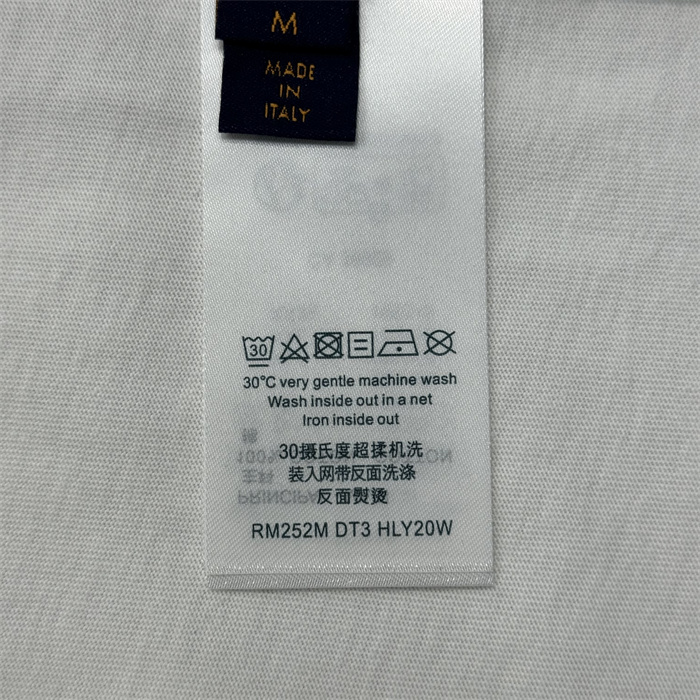 M
MADE
IN
ITALY
30
30°C very gentle machine wash
Wash inside out in a net
Iron inside out
30摄氏度超揉机洗
装入网带反面洗涤
反面熨烫
RM252M DT3 HLY20W